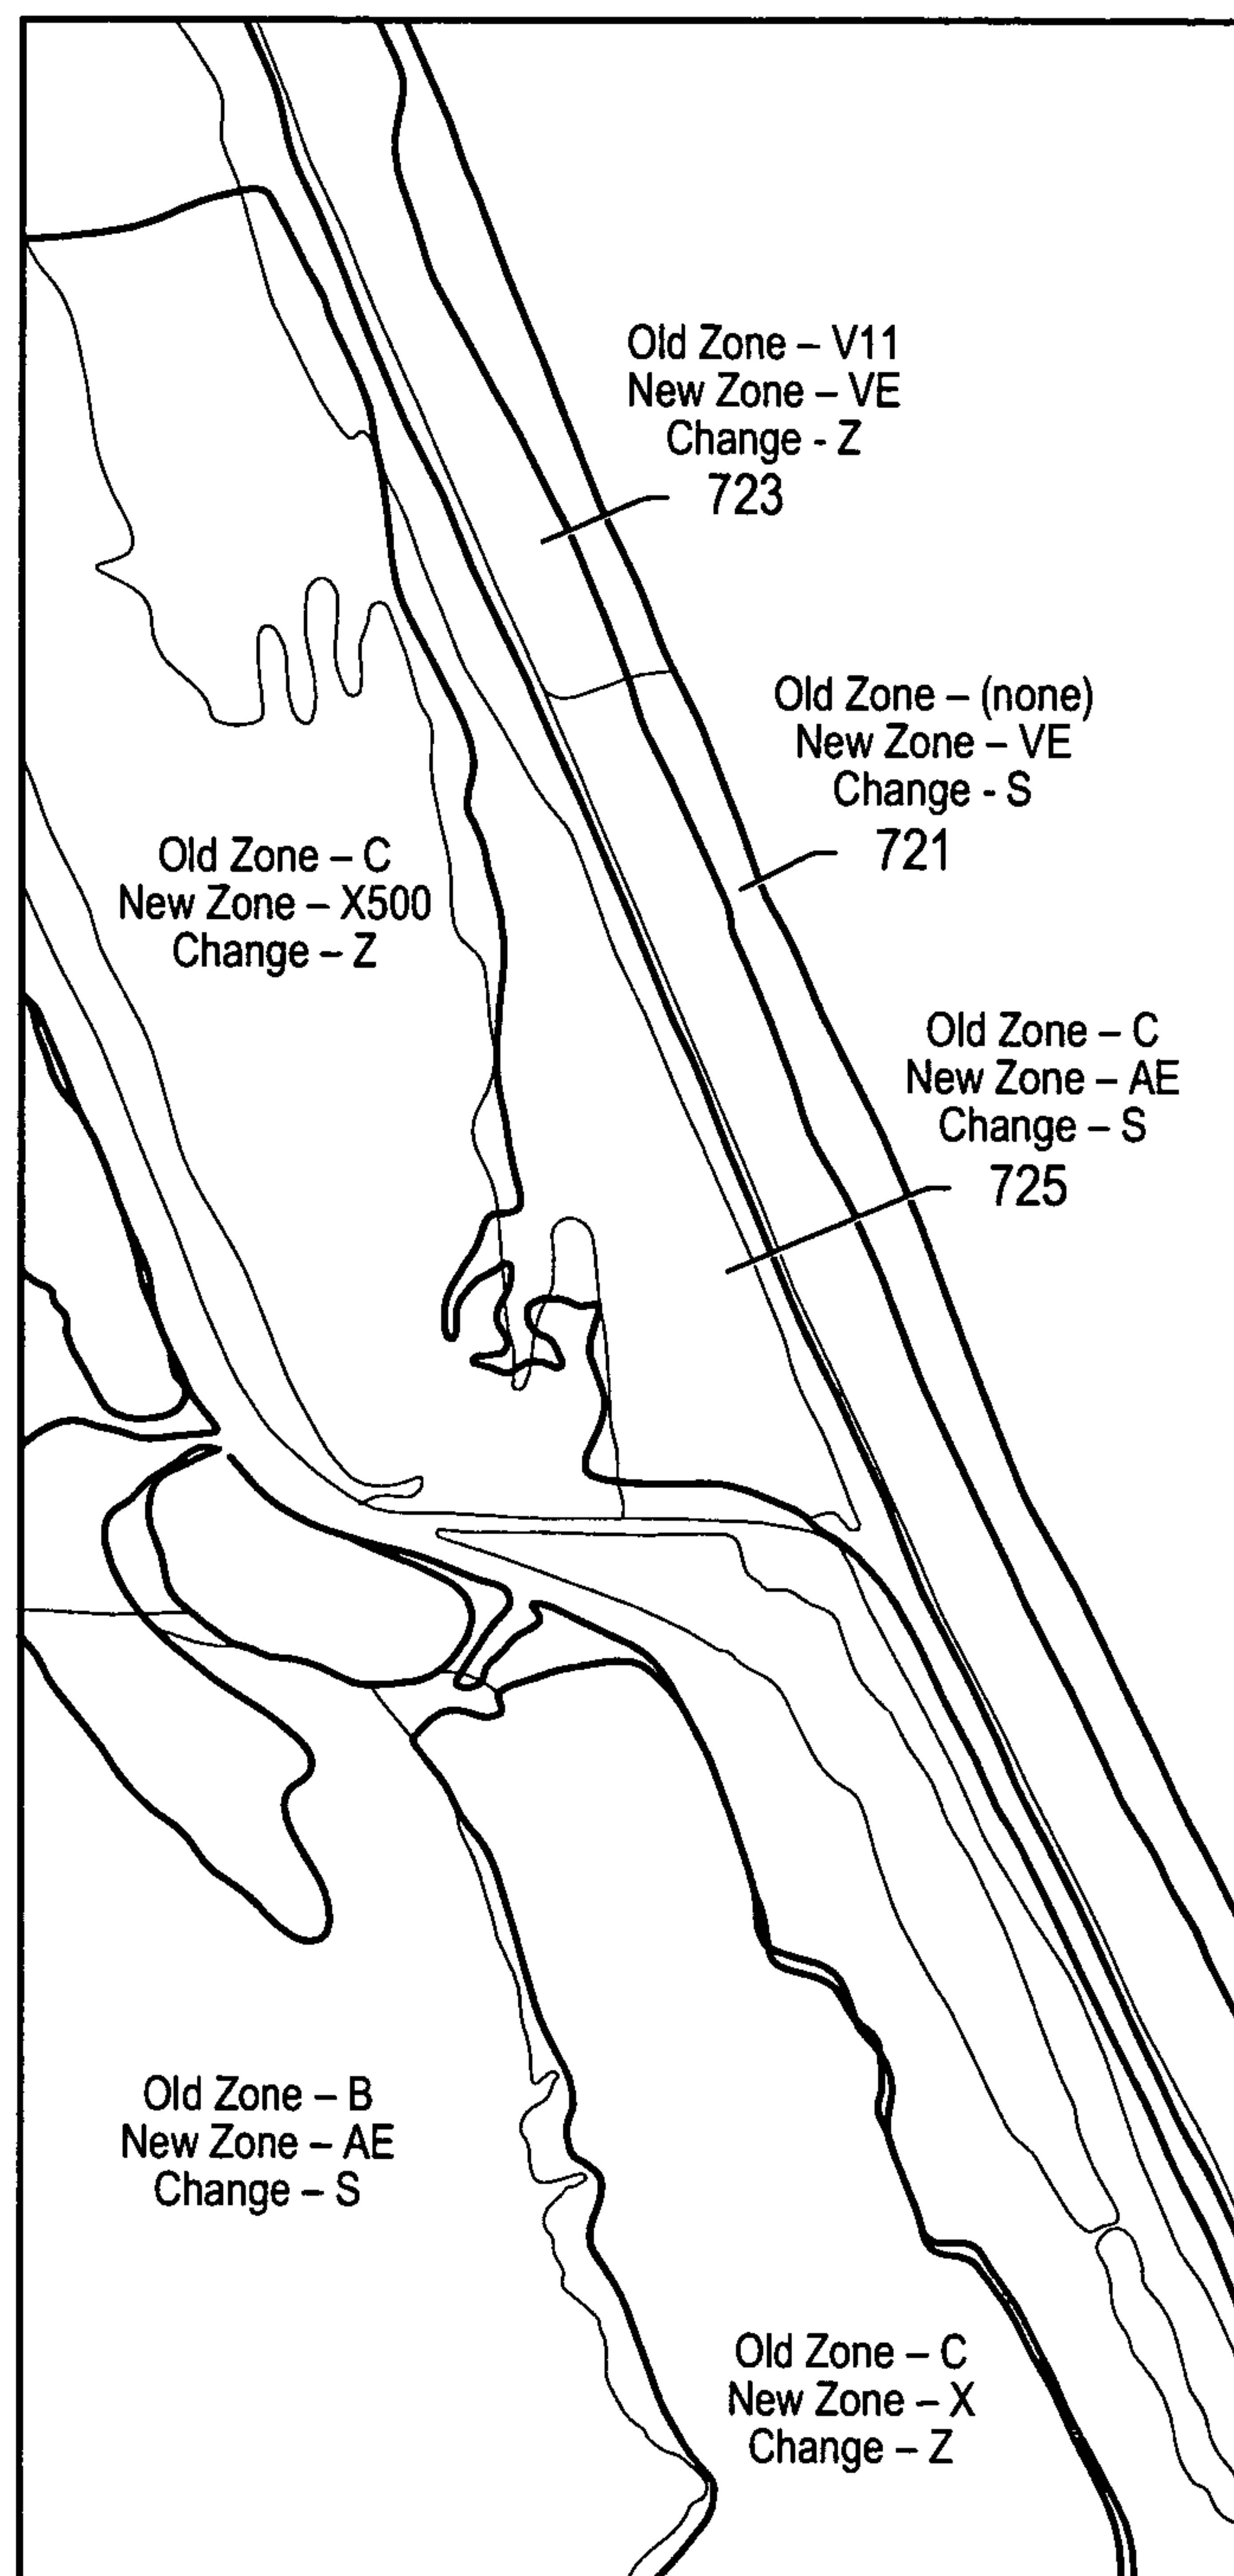 Old Zone – V11
New Zone – VE
Change - Z
723
Old Zone – (none)
New Zone – VE
Change - S
721
Old Zone – C
New Zone – X500
Change – Z
Old Zone – C
New Zone – AE
Change – S
725
Old Zone – B
New Zone – AE
Change – S
Old Zone – C
New Zone – X
Change – Z